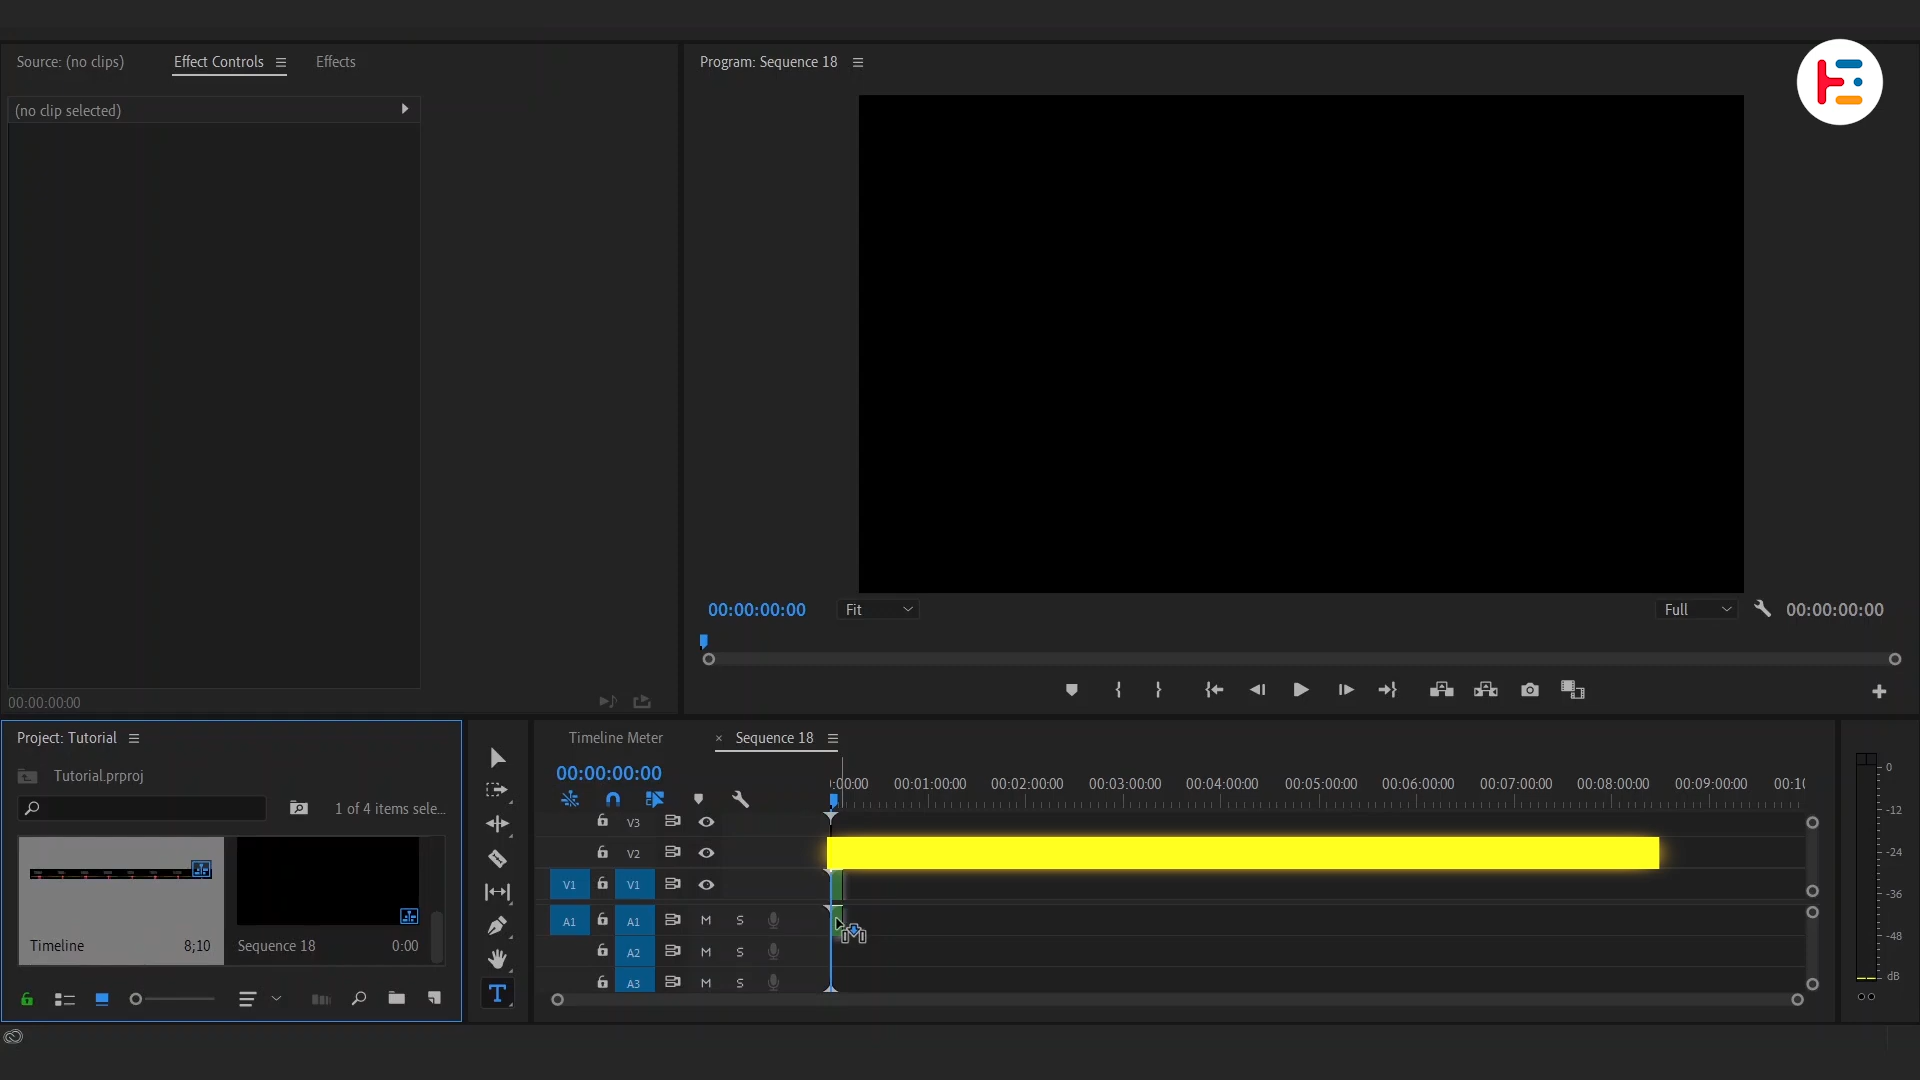 Source: (no clips)
Effect Controls
Effects
(no clip selected)
00:00:00:00
Program: Sequence 18
00:00:00:00
Fit
Full
00:00:00:00
Project: Tutorial
Tutorial.prproj
1 of 4 items sele...
Timeline
8;10
Sequence 18
0:00
Timeline Meter
× Sequence 18
00:00:00:00
:00:00 00:01:00:00 00:02:00:00 00:03:00:00 00:04:00:00 00:05:00:00 00:06:00:00 00:07:00:00 00:08:00:00 00:09:00:00 00:10
V3
V2
V1 V1
A1 A1 M S
A2 M S
A3 M S
0
-12
-24
-36
-48
dB